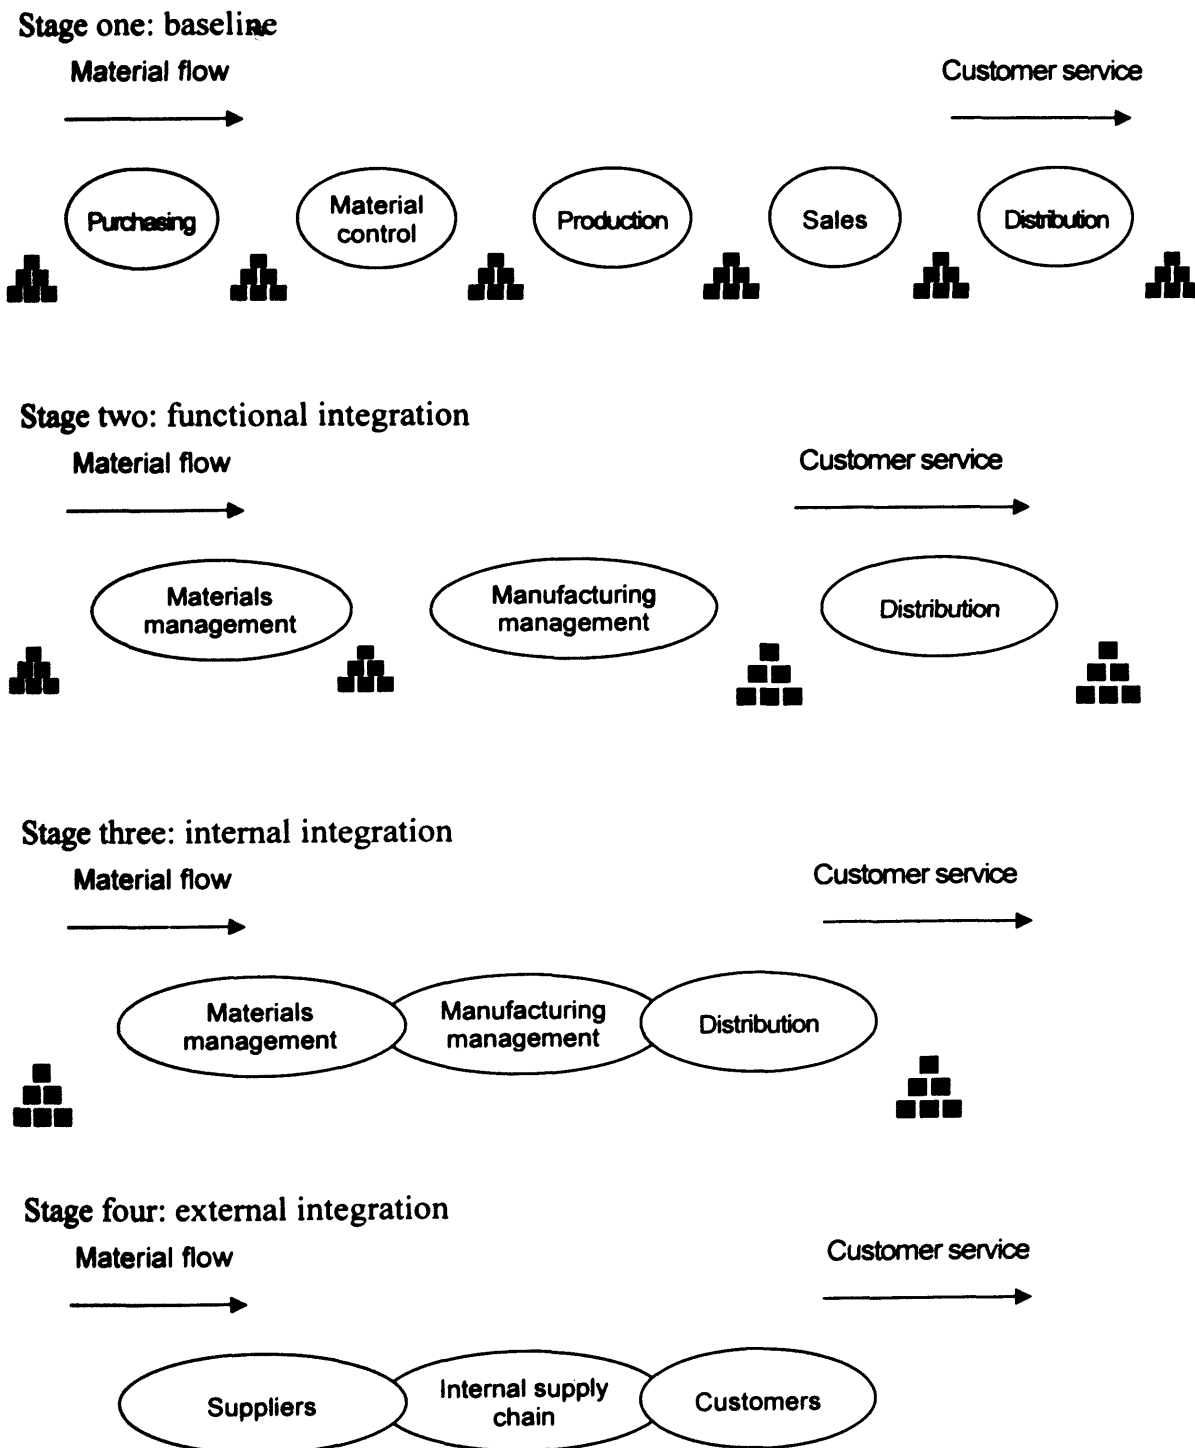 Stage one: baseline
Material flow
Customer service
Purchasing
Material
control
Production
Sales
Distribution
Stage two: functional integration
Material flow
Customer service
Materials
management
Manufacturing
management
Distribution
Stage three: internal integration
Material flow
Customer service
Materials
management
Manufacturing
management
Distribution
Stage four: external integration
Material flow
Customer service
Suppliers
Internal supply
chain
Customers